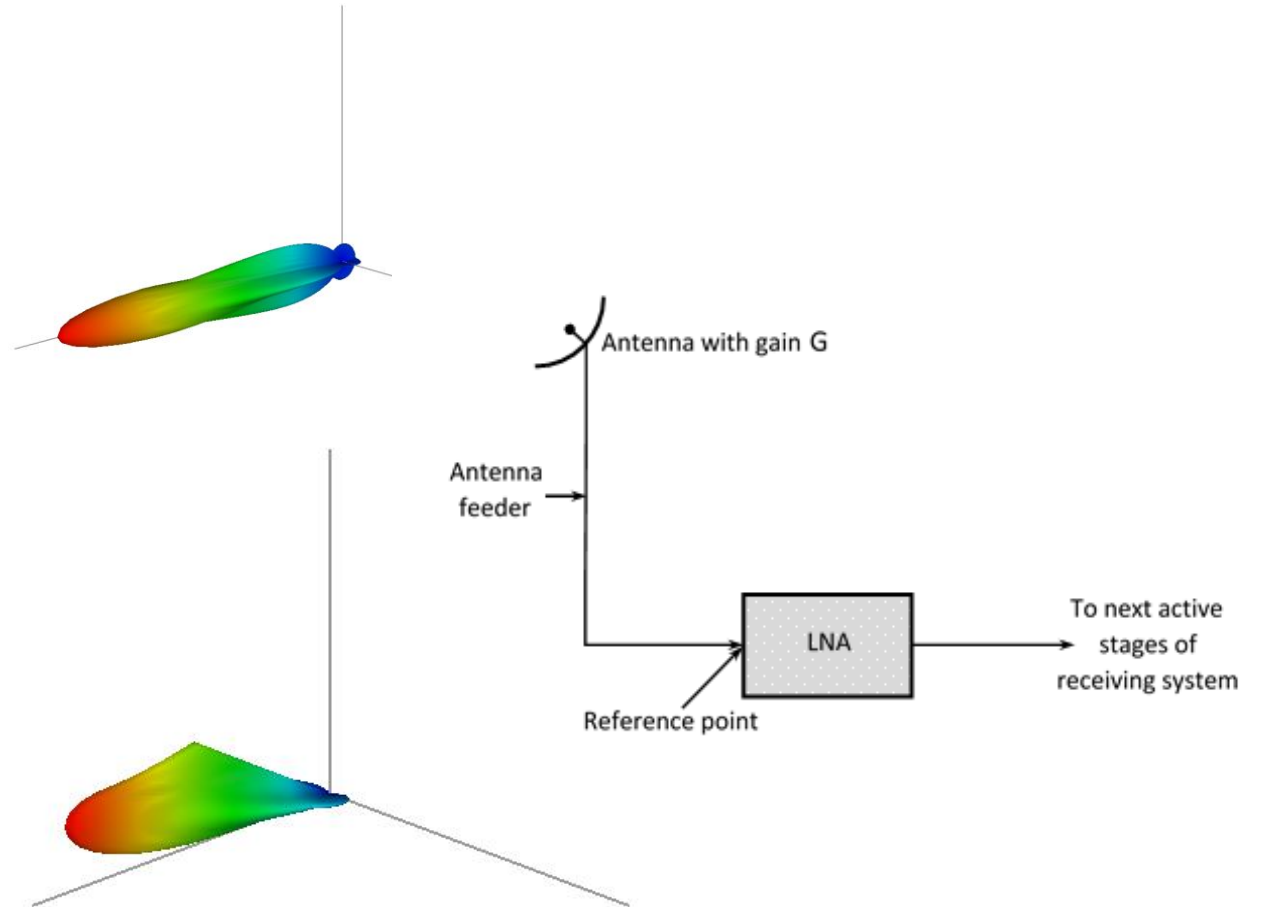 Antenna with gain G
Antenna
feeder
LNA
To next active
stages of
receiving system
Reference point